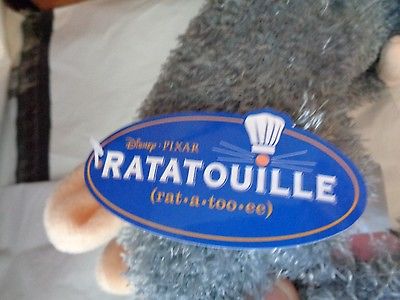 Disney · PIXAR
RATATOUILLE
(rat·a·too·ee)